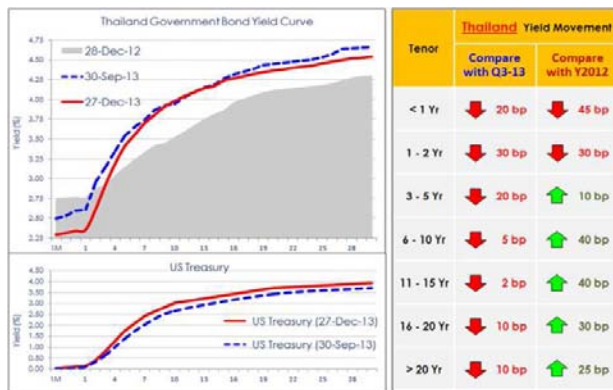 Thailand Government Bond Yield Curve
28-Dec-12
30-Sep-13
27-Dec-13
Yield (%)
4.75
4.50
4.25
4.00
3.75
3.50
3.25
3.00
2.75
2.50
2.25
1M 1 4 7 10 13 16 19 22 25 28
US Treasury
Yield (%)
4.50
4.00
3.50
3.00
2.50
2.00
1.50
1.00
0.50
0.00
US Treasury (27-Dec-13)
US Treasury (30-Sep-13)
1M 1 4 7 10 13 16 19 22 25 28
Tenor
Thailand Yield Movement
Compare with Q3-13
Compare with Y2012
< 1 Yr 20 bp 45 bp
1 - 2 Yr 30 bp 30 bp
3 - 5 Yr 20 bp 10 bp
6 - 10 Yr 5 bp 40 bp
11 - 15 Yr 2 bp 40 bp
16 - 20 Yr 10 bp 30 bp
> 20 Yr 10 bp 25 bp